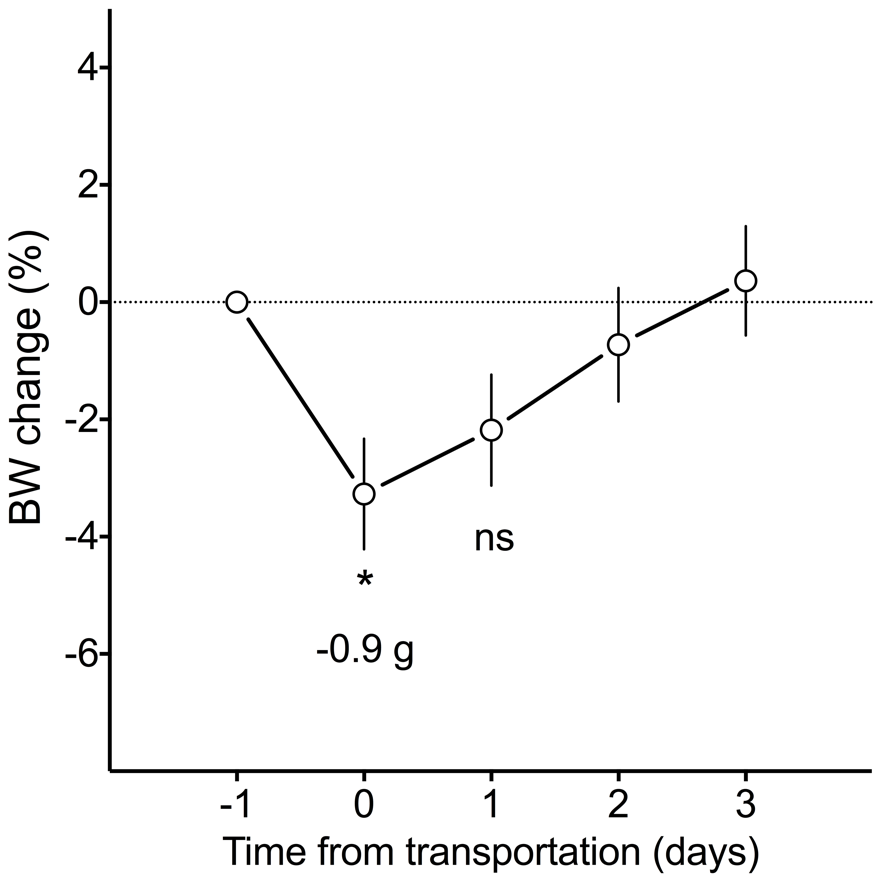 4
2
0
-2
-4
-6
BW change (%)
*
ns
-0.9 g
-1 0 1 2 3
Time from transportation (days)